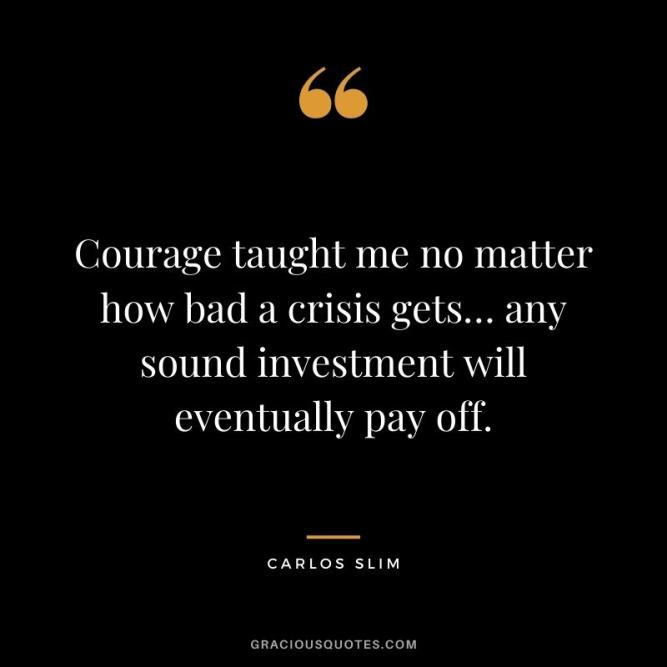 “
Courage taught me no matter
how bad a crisis gets… any
sound investment will
eventually pay off.
CARLOS SLIM
GRACIOUSQUOTES.COM